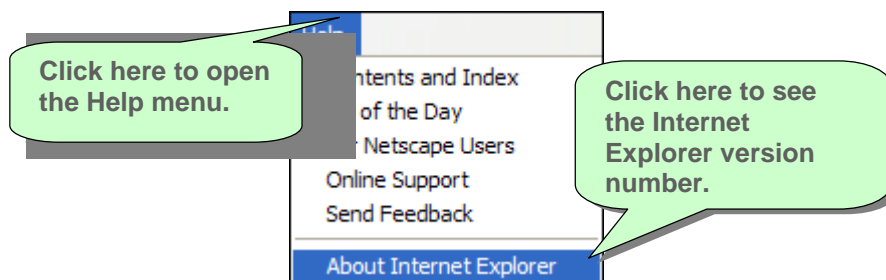 Help
Click here to open
the Help menu.
ntents and Index
of the Day
Netscape Users
Online Support
Send Feedback
About Internet Explorer
Click here to see
the Internet
Explorer version
number.